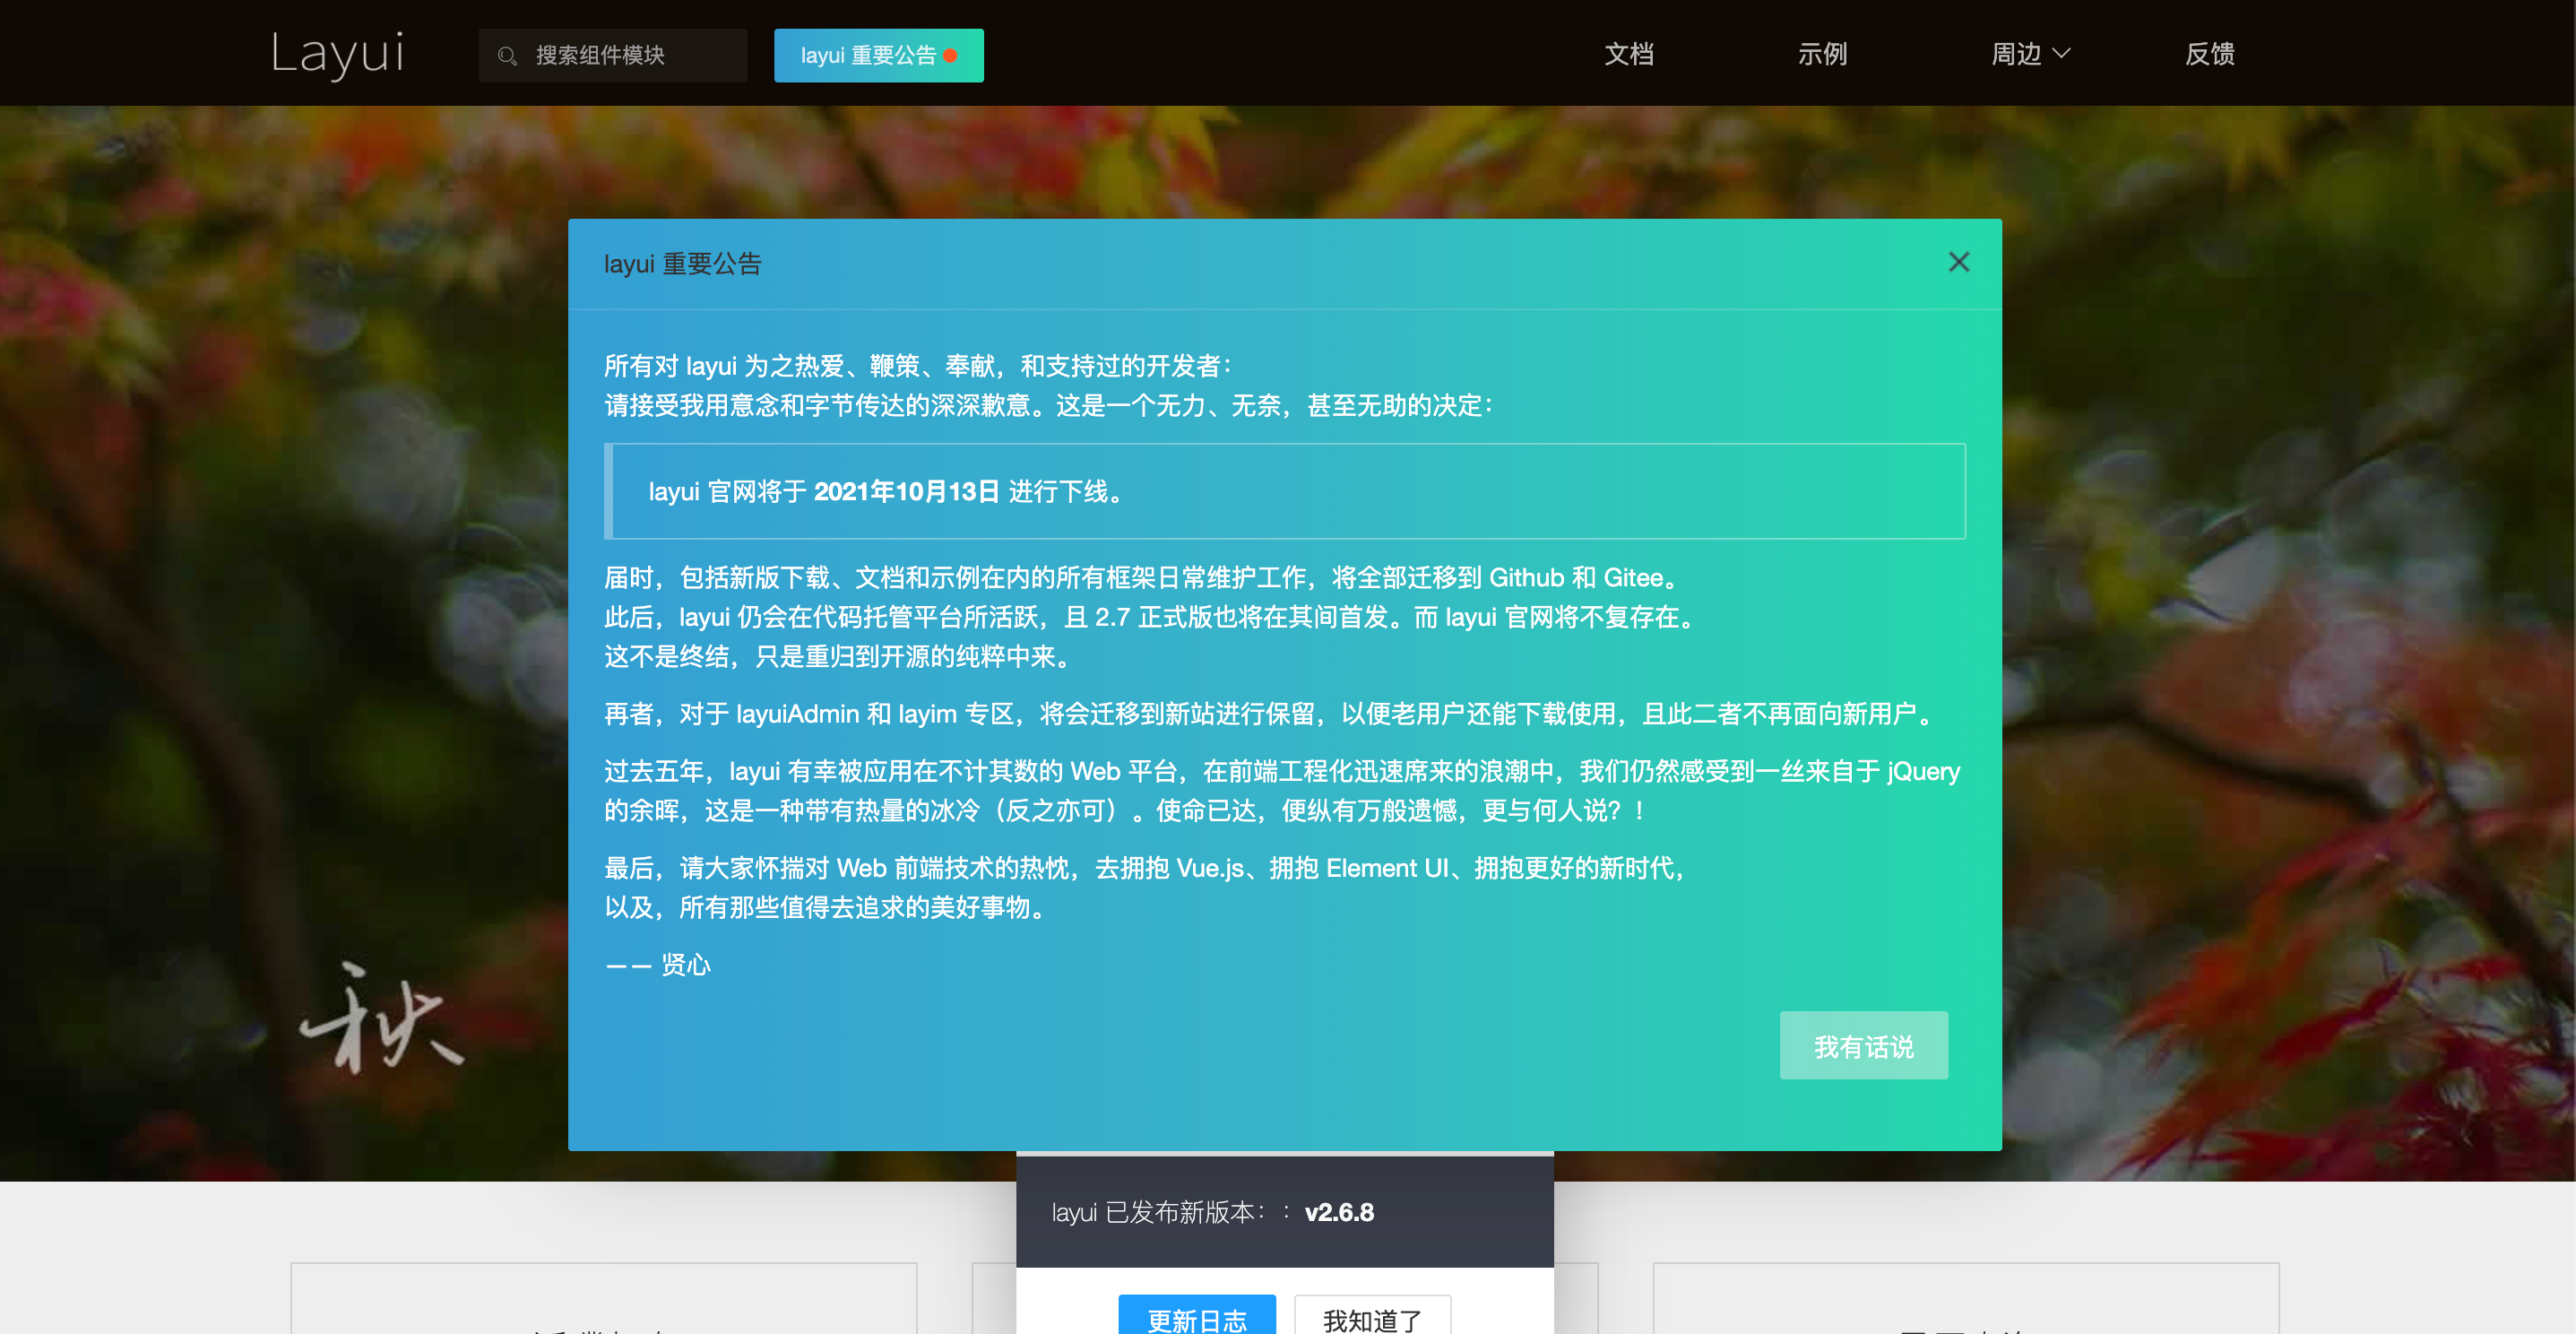 Layui
搜索组件模块
layui 重要公告
文档
示例
周边
反馈
layui 重要公告
所有对 layui 为之热爱、鞭策、奉献，和支持过的开发者：
请接受我用意念和字节传达的深深歉意。这是一个无力、无奈，甚至无助的决定：
layui 官网将于 2021年10月13日 进行下线。
届时，包括新版下载、文档和示例在内的所有框架日常维护工作，将全部迁移到 Github 和 Gitee。
此后，layui 仍会在代码托管平台所活跃，且 2.7 正式版也将在其间首发。而 layui 官网将不复存在。
这不是终结，只是重归到开源的纯粹中来。
再者，对于 layuiAdmin 和 layim 专区，将会迁移到新站进行保留，以便老用户还能下载使用，且此二者不再面向新用户。
过去五年，layui 有幸被应用在不计其数的 Web 平台，在前端工程化迅速席来的浪潮中，我们仍然感受到一丝来自于 jQuery
的余晖，这是一种带有热量的冰冷（反之亦可）。使命已达，便纵有万般遗憾，更与何人说？！
最后，请大家怀揣对 Web 前端技术的热忱，去拥抱 Vue.js、拥抱 Element UI、拥抱更好的新时代，
以及，所有那些值得去追求的美好事物。
—— 贤心
我有话说
秋
layui 已发布新版本：：v2.6.8
更新日志
我知道了